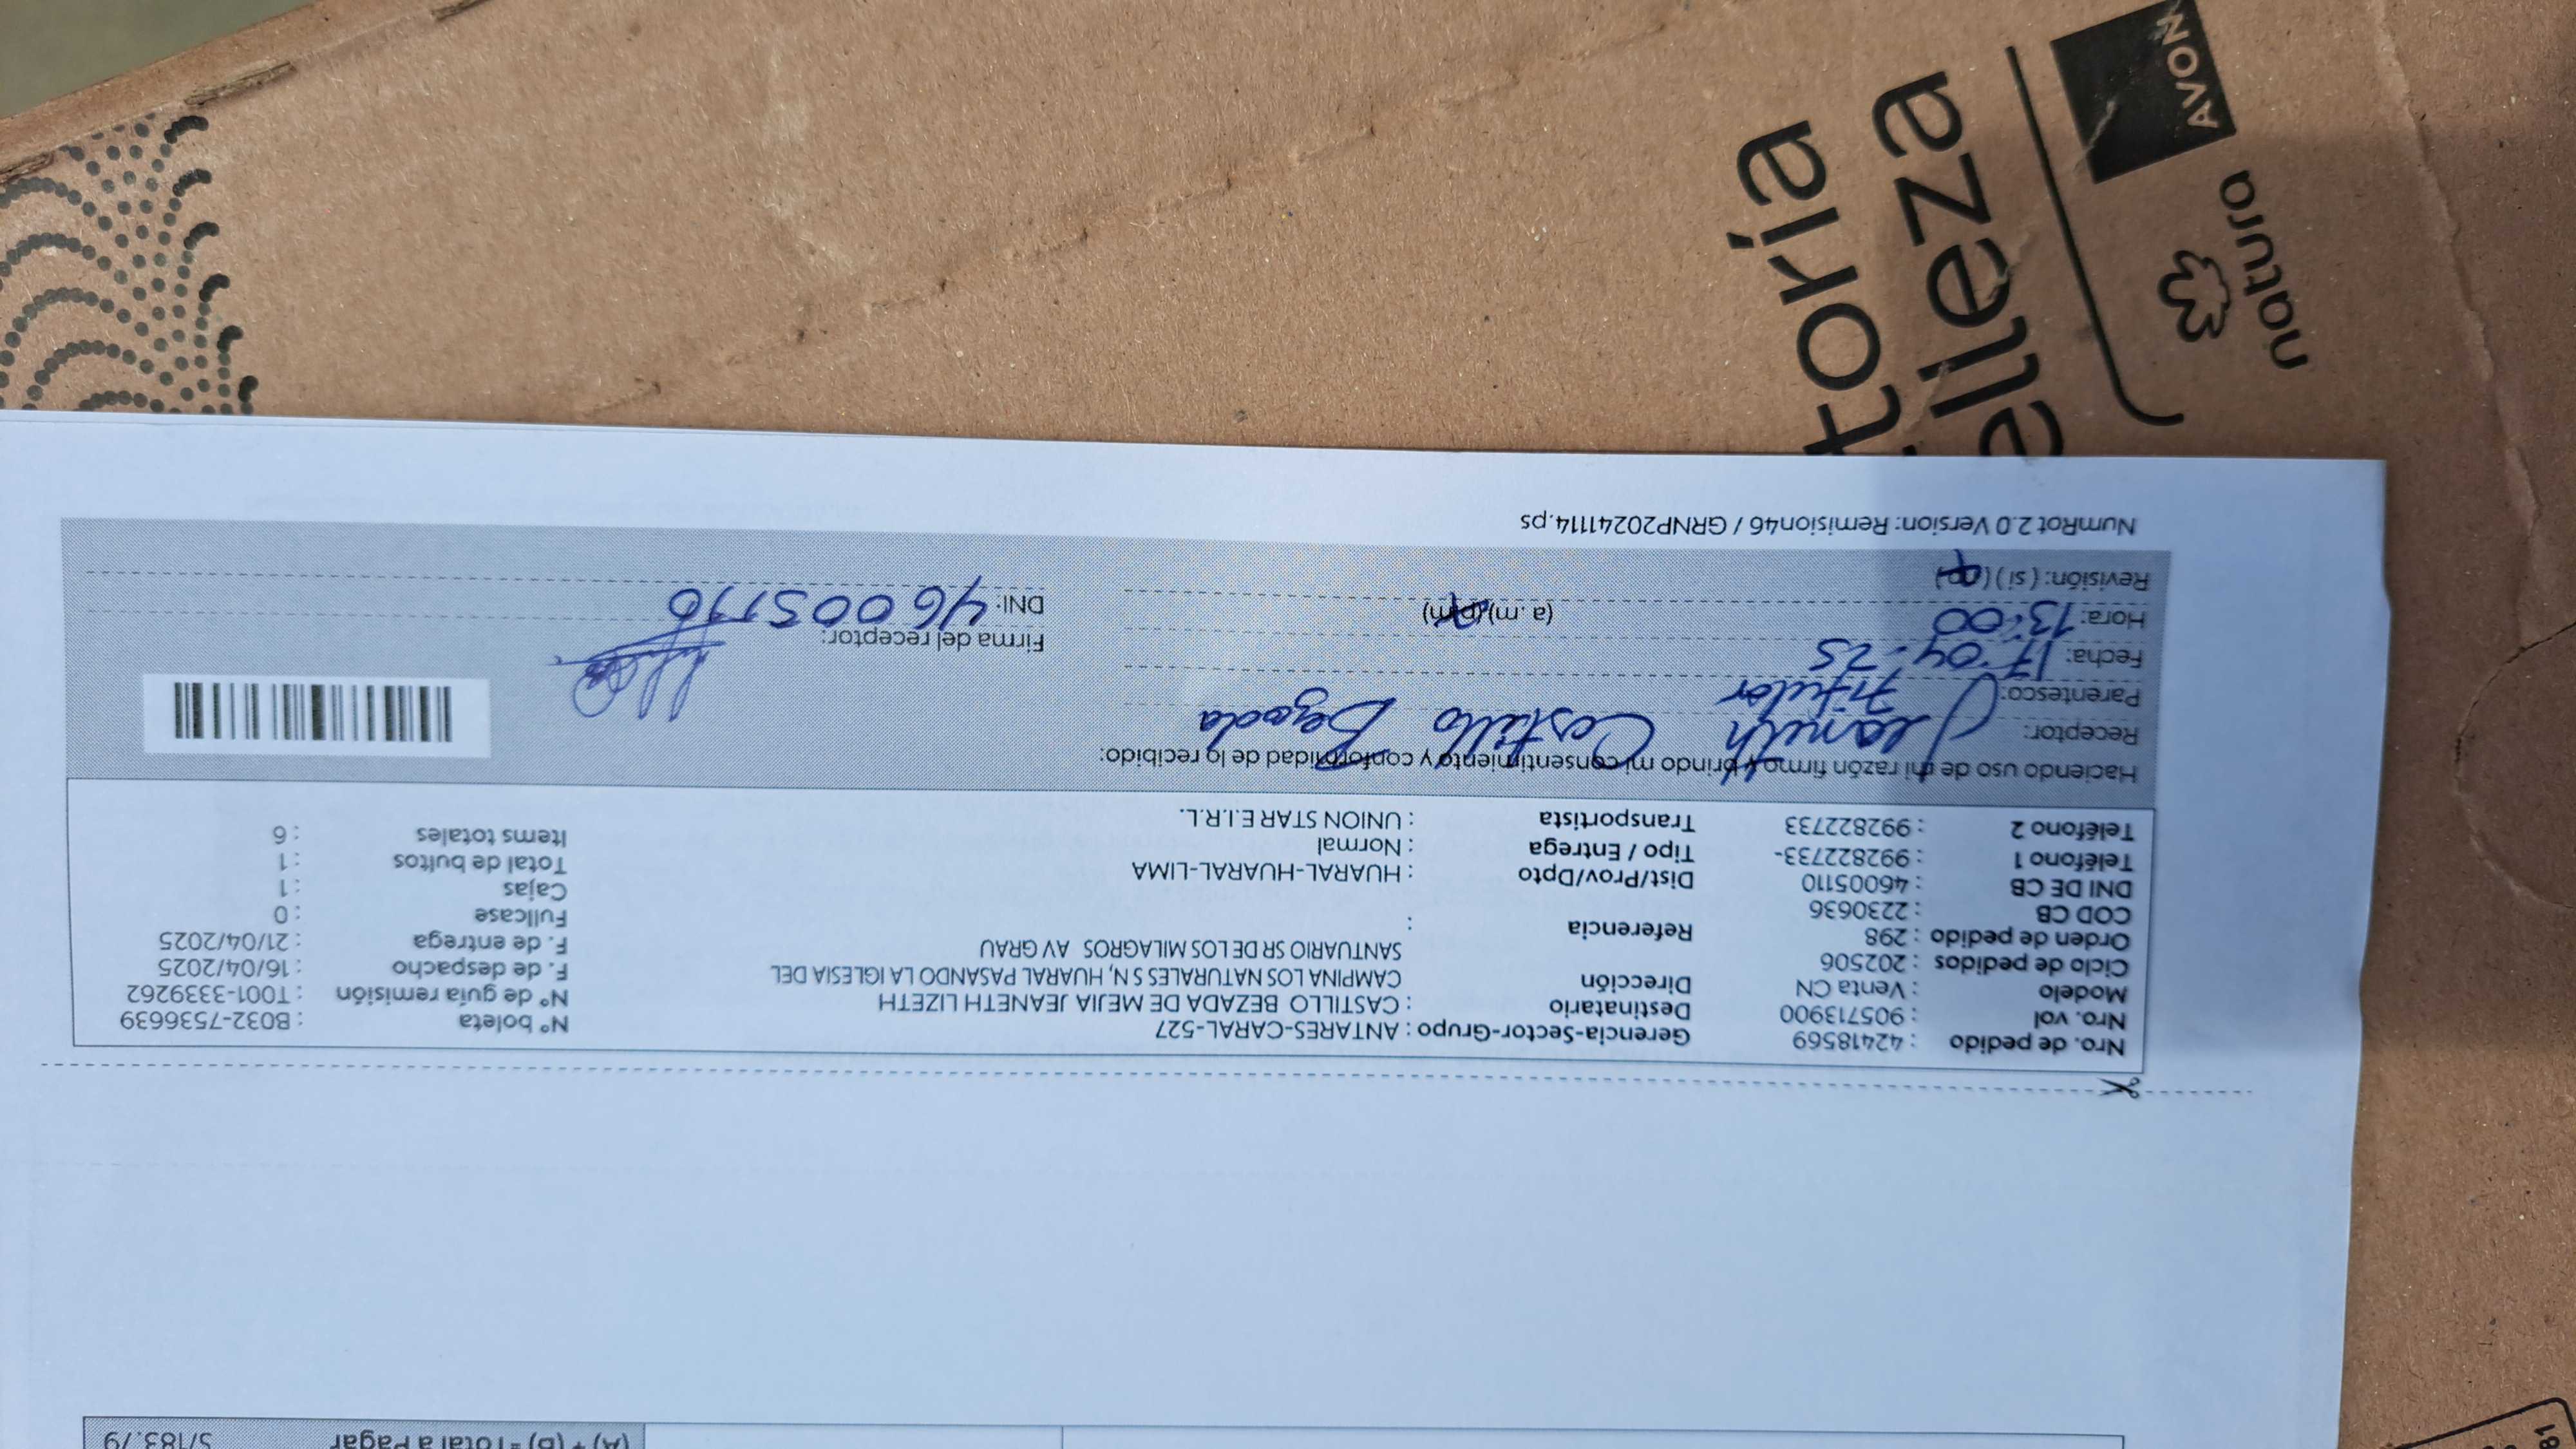 (A) + (B) = Total a Pagar S/183.79
Nro. de pedido : 42418569
Nro. vol : 905713900
Modelo : Venta CN
Ciclo de pedidos : 202506
Orden de pedido : 298
COD CB : 2230636
DNI DE CB : 46005110
Teléfono 1 : 992822733-
Teléfono 2 : 992822733
Gerencia-Sector-Grupo : ANTARES-CARAL-527
Destinatario : CASTILLO BEZADA DE MEJIA JEANETH LIZETH
Dirección CAMPINA LOS NATURALES S N, HUARAL PASANDO LA IGLESIA DEL
SANTUARIO SR DE LOS MILAGROS AV GRAU
Referencia :
Dist/Prov/Dpto : HUARAL-HUARAL-LIMA
Tipo / Entrega : Normal
Transportista : UNION STAR E.I.R.L.
N° boleta : B032-7536639
N° de guía remisión : T001-3339262
F. de despacho : 16/04/2025
F. de entrega : 21/04/2025
Fullcase : 0
Cajas : 1
Total de bultos : 1
Items totales : 6
Haciendo uso de mi razón firmo y brindo mi consentimiento y conformidad de lo recibido:
Receptor: Jeaneth Castillo Bezada
Parentesco: Titular
Fecha: 17.04.25
Hora: 13:00 (a. m) (p.m)
Revisión: ( si ) ( no )
Firma del receptor:
DNI: 46005110
NumRot 2.0 Version: Remision46 / GRNP20241114.ps
toria
elleza
natura
AVON
81